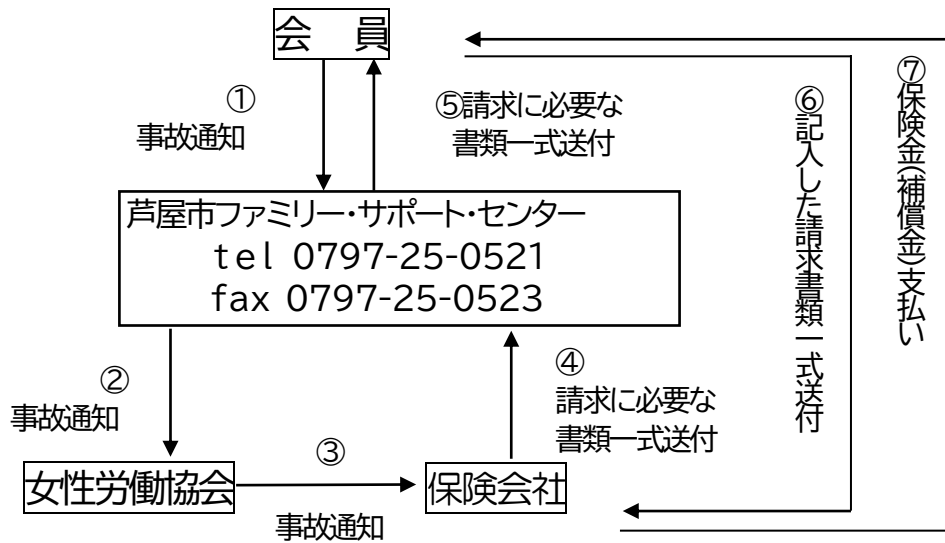 会　員
①
事故通知
⑤請求に必要な
書類一式送付
⑥記入した請求書類一式送付
⑦保険金(補償金)支払い
芦屋市ファミリー・サポート・センター
tel 0797-25-0521
fax 0797-25-0523
②
事故通知
④
請求に必要な
書類一式送付
③
女性労働協会
保険会社
事故通知